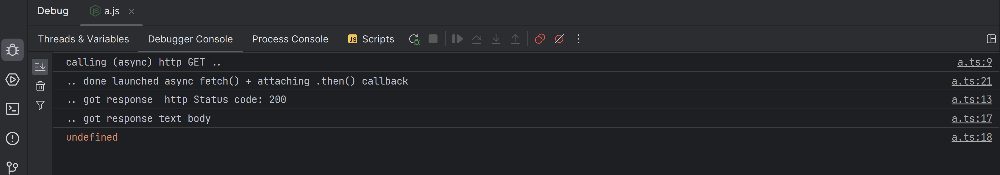 Debug JS a.js
Threads & Variables Debugger Console Process Console JS Scripts
calling (async) http GET .. a.ts:9
.. done launched async fetch() + attaching .then() callback a.ts:21
.. got response  http Status code: 200 a.ts:13
.. got response text body a.ts:17
undefined a.ts:18